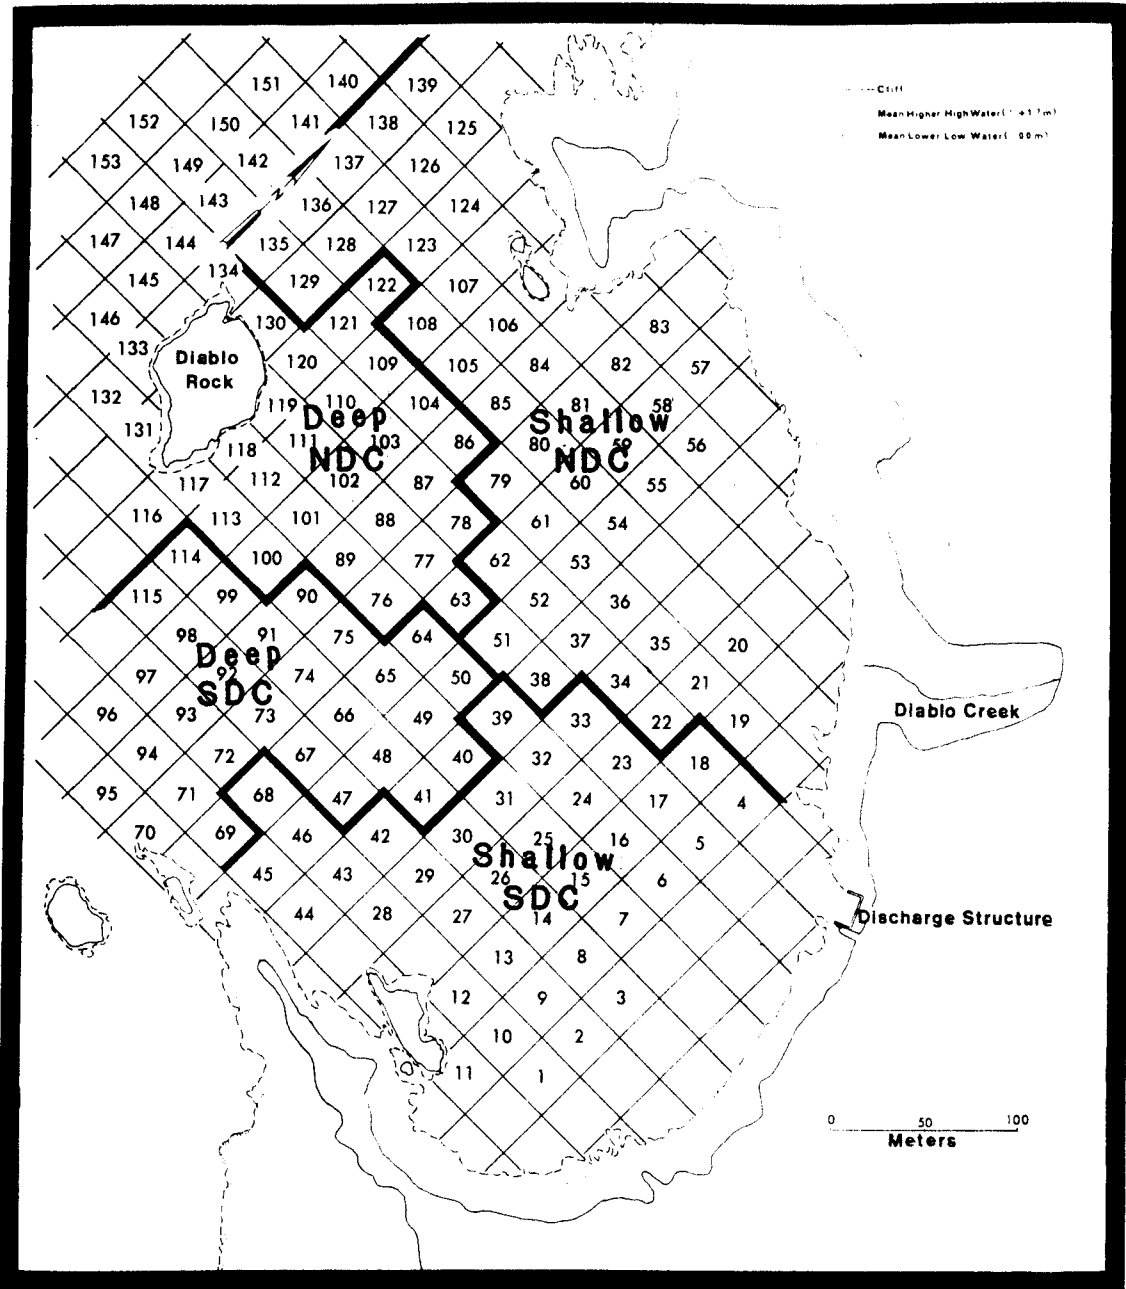 151 140 139
Cliff
Mean Higher High Water( +1.7m)
152 150 141 138 125
Mean Lower Low Water( 00m)
153 149 142 137 126
148 143 136 127 124
147 144 135 128 123
145 134 129 122 107
146 130 121 108 106 83
133 Diablo Rock 120 109 105 84 82 57
132 119 110 104 85 81 58
Deep NDC
Shallow NDC
131 118 111 103 86 80 59 56
117 112 102 87 79 60 55
116 113 101 88 78 61 54
114 100 89 77 62 53
115 99 90 76 63 52 36
98 91 75 64 51 37 35 20
Deep SDC
97 92 74 65 50 38 34 21
96 93 73 66 49 39 33 22 19
Diablo Creek
94 72 67 48 40 32 23 18
95 71 68 47 41 31 24 17 4
70 69 46 42 30 25 16 5
Shallow SDC
45 43 29 26 15 6
44 28 27 14 7
Discharge Structure
13 8
12 9 3
10 2
11 1
0 50 100
Meters